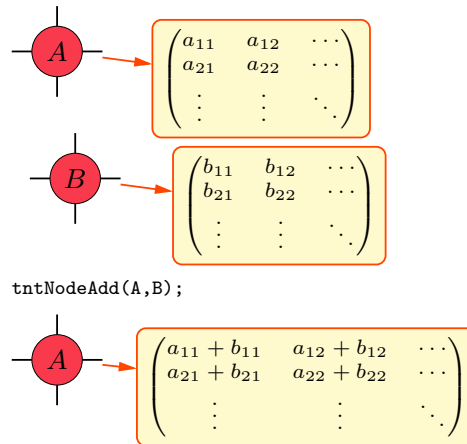 A
a₁₁ a₁₂ ⋯
a₂₁ a₂₂ ⋯
⋮ ⋮ ⋱
B
b₁₁ b₁₂ ⋯
b₂₁ b₂₂ ⋯
⋮ ⋮ ⋱
tntNodeAdd(A,B);
A
a₁₁ + b₁₁ a₁₂ + b₁₂ ⋯
a₂₁ + b₂₁ a₂₂ + b₂₂ ⋯
⋮ ⋮ ⋱